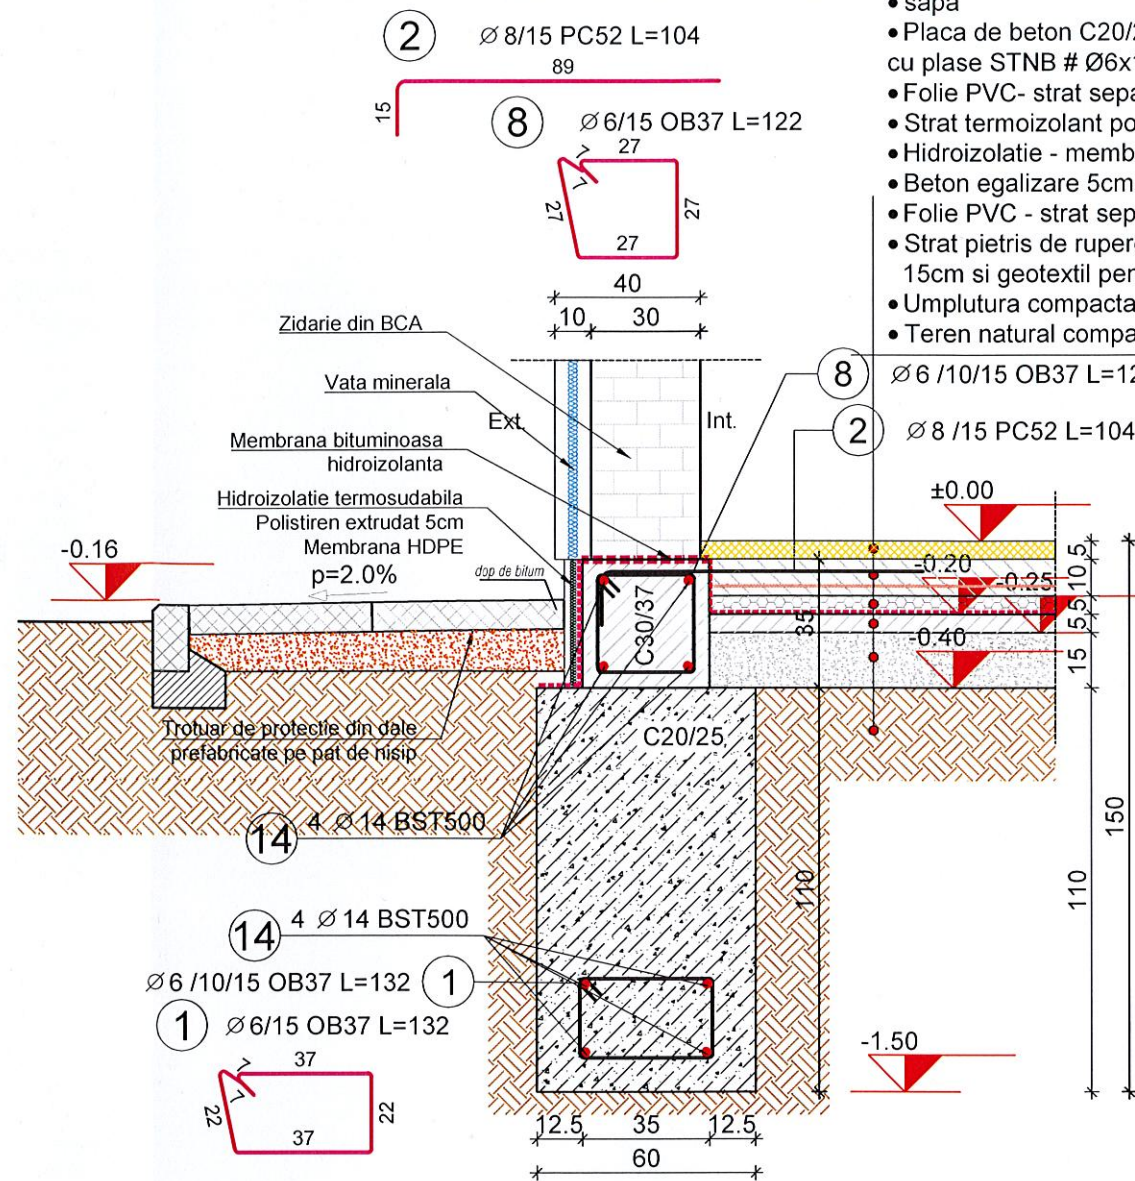 2
Ø 8/15 PC52 L=104
89
15
8
Ø 6/15 OB37 L=122
7
27
7
27
27
27
• sapa
• Placa de beton C20/2
cu plase STNB # Ø6x1
• Folie PVC- strat sepa
• Strat termoizolant po
• Hidroizolatie - memb
• Beton egalizare 5cm
• Folie PVC - strat sep
• Strat pietris de rupere
15cm si geotextil per
• Umplutura compacta
• Teren natural compa
40
10
30
Zidarie din BCA
Vata minerala
Ext.
Int.
Membrana bituminoasa
hidroizolanta
Hidroizolatie termosudabila
Polistiren extrudat 5cm
Membrana HDPE
p=2.0%
dop de bitum
-0.16
8
Ø 6 /10/15 OB37 L=12
2
Ø 8 /15 PC52 L=104
±0.00
-0.20
-0.25
-0.40
5
10
5
5
15
35
C30/37
C20/25
Trotuar de protectie din dale
prefabricate pe pat de nisip
14
4 Ø 14 BST500
14
4 Ø 14 BST500
Ø 6 /10/15 OB37 L=132
1
1
Ø 6/15 OB37 L=132
7
37
7
22
22
37
110
110
150
-1.50
12.5
35
12.5
60